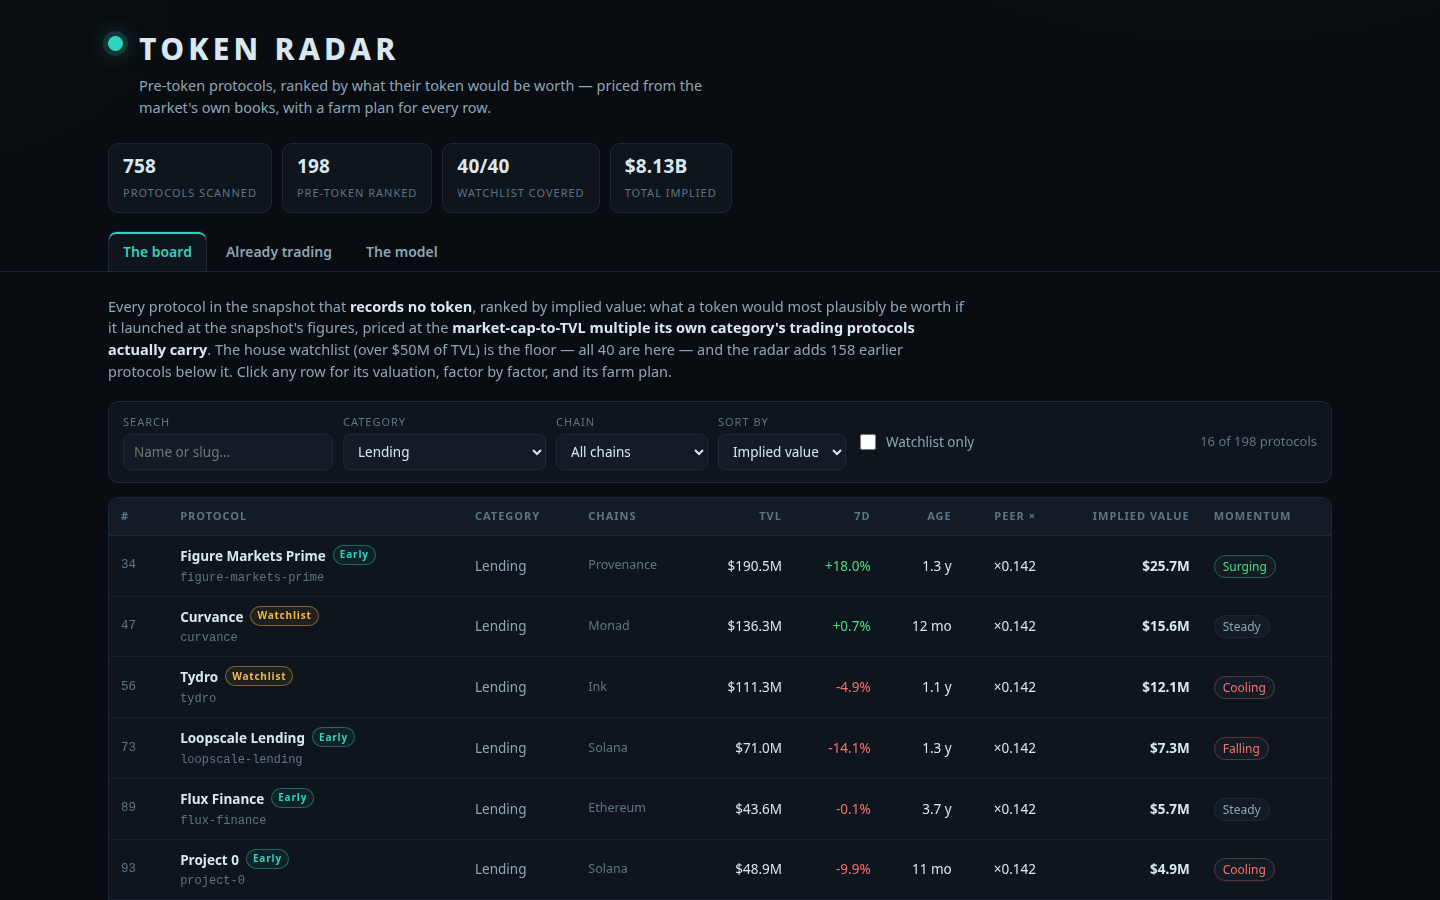 TOKEN RADAR
Pre-token protocols, ranked by what their token would be worth — priced from the
market's own books, with a farm plan for every row.
758
PROTOCOLS SCANNED
198
PRE-TOKEN RANKED
40/40
WATCHLIST COVERED
$8.13B
TOTAL IMPLIED
The board
Already trading
The model
Every protocol in the snapshot that records no token, ranked by implied value: what a token would most plausibly be worth if
it launched at the snapshot's figures, priced at the market-cap-to-TVL multiple its own category's trading protocols
actually carry. The house watchlist (over $50M of TVL) is the floor — all 40 are here — and the radar adds 158 earlier
protocols below it. Click any row for its valuation, factor by factor, and its farm plan.
SEARCH CATEGORY CHAIN SORT BY
Name or slug... Lending All chains Implied value Watchlist only 16 of 198 protocols
# PROTOCOL CATEGORY CHAINS TVL 7D AGE PEER × IMPLIED VALUE MOMENTUM
34 Figure Markets Prime Early Lending Provenance $190.5M +18.0% 1.3 y ×0.142 $25.7M Surging
figure-markets-prime
47 Curvance Watchlist Lending Monad $136.3M +0.7% 12 mo ×0.142 $15.6M Steady
curvance
56 Tydro Watchlist Lending Ink $111.3M -4.9% 1.1 y ×0.142 $12.1M Cooling
tydro
73 Loopscale Lending Early Lending Solana $71.0M -14.1% 1.3 y ×0.142 $7.3M Falling
loopscale-lending
89 Flux Finance Early Lending Ethereum $43.6M -0.1% 3.7 y ×0.142 $5.7M Steady
flux-finance
93 Project 0 Early Lending Solana $48.9M -9.9% 11 mo ×0.142 $4.9M Cooling
project-0